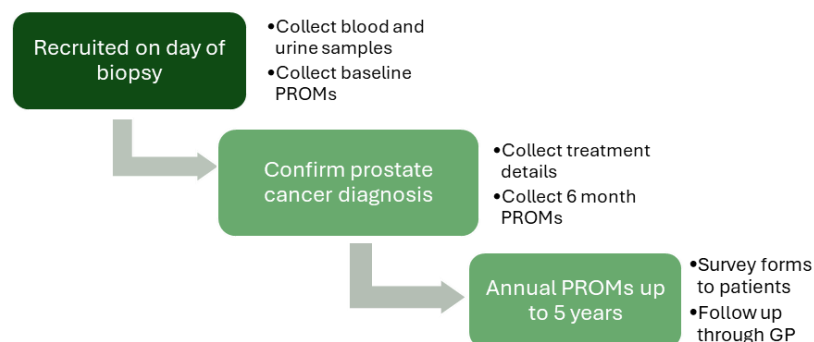 Recruited on day of
biopsy
•Collect blood and
urine samples
•Collect baseline
PROMs
Confirm prostate
cancer diagnosis
•Collect treatment
details
•Collect 6 month
PROMs
Annual PROMs up
to 5 years
•Survey forms
to patients
•Follow up
through GP